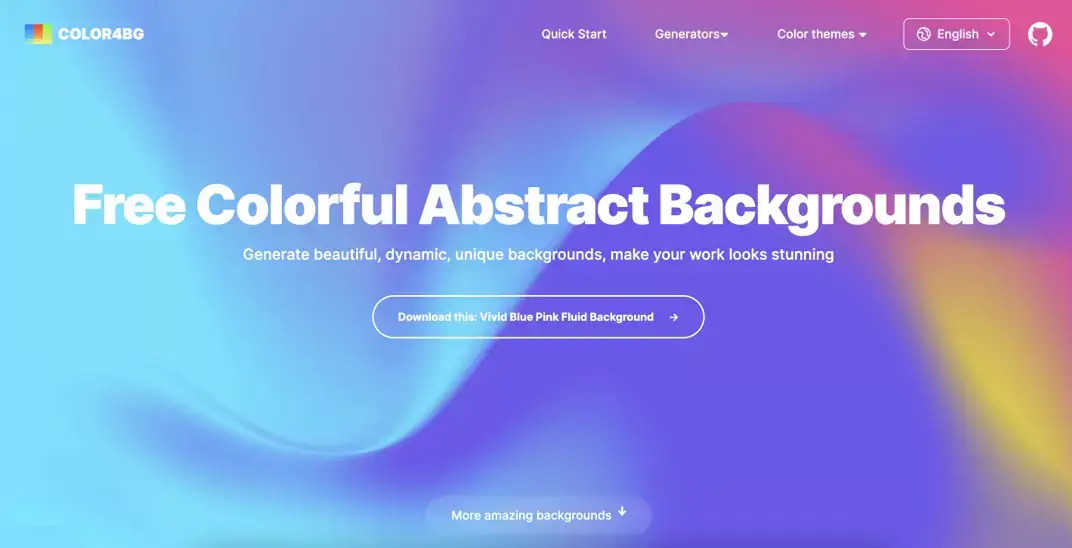 COLOR4BG
Quick Start
Generators
Color themes
English
Free Colorful Abstract Backgrounds
Generate beautiful, dynamic, unique backgrounds, make your work looks stunning
Download this: Vivid Blue Pink Fluid Background →
More amazing backgrounds ↓